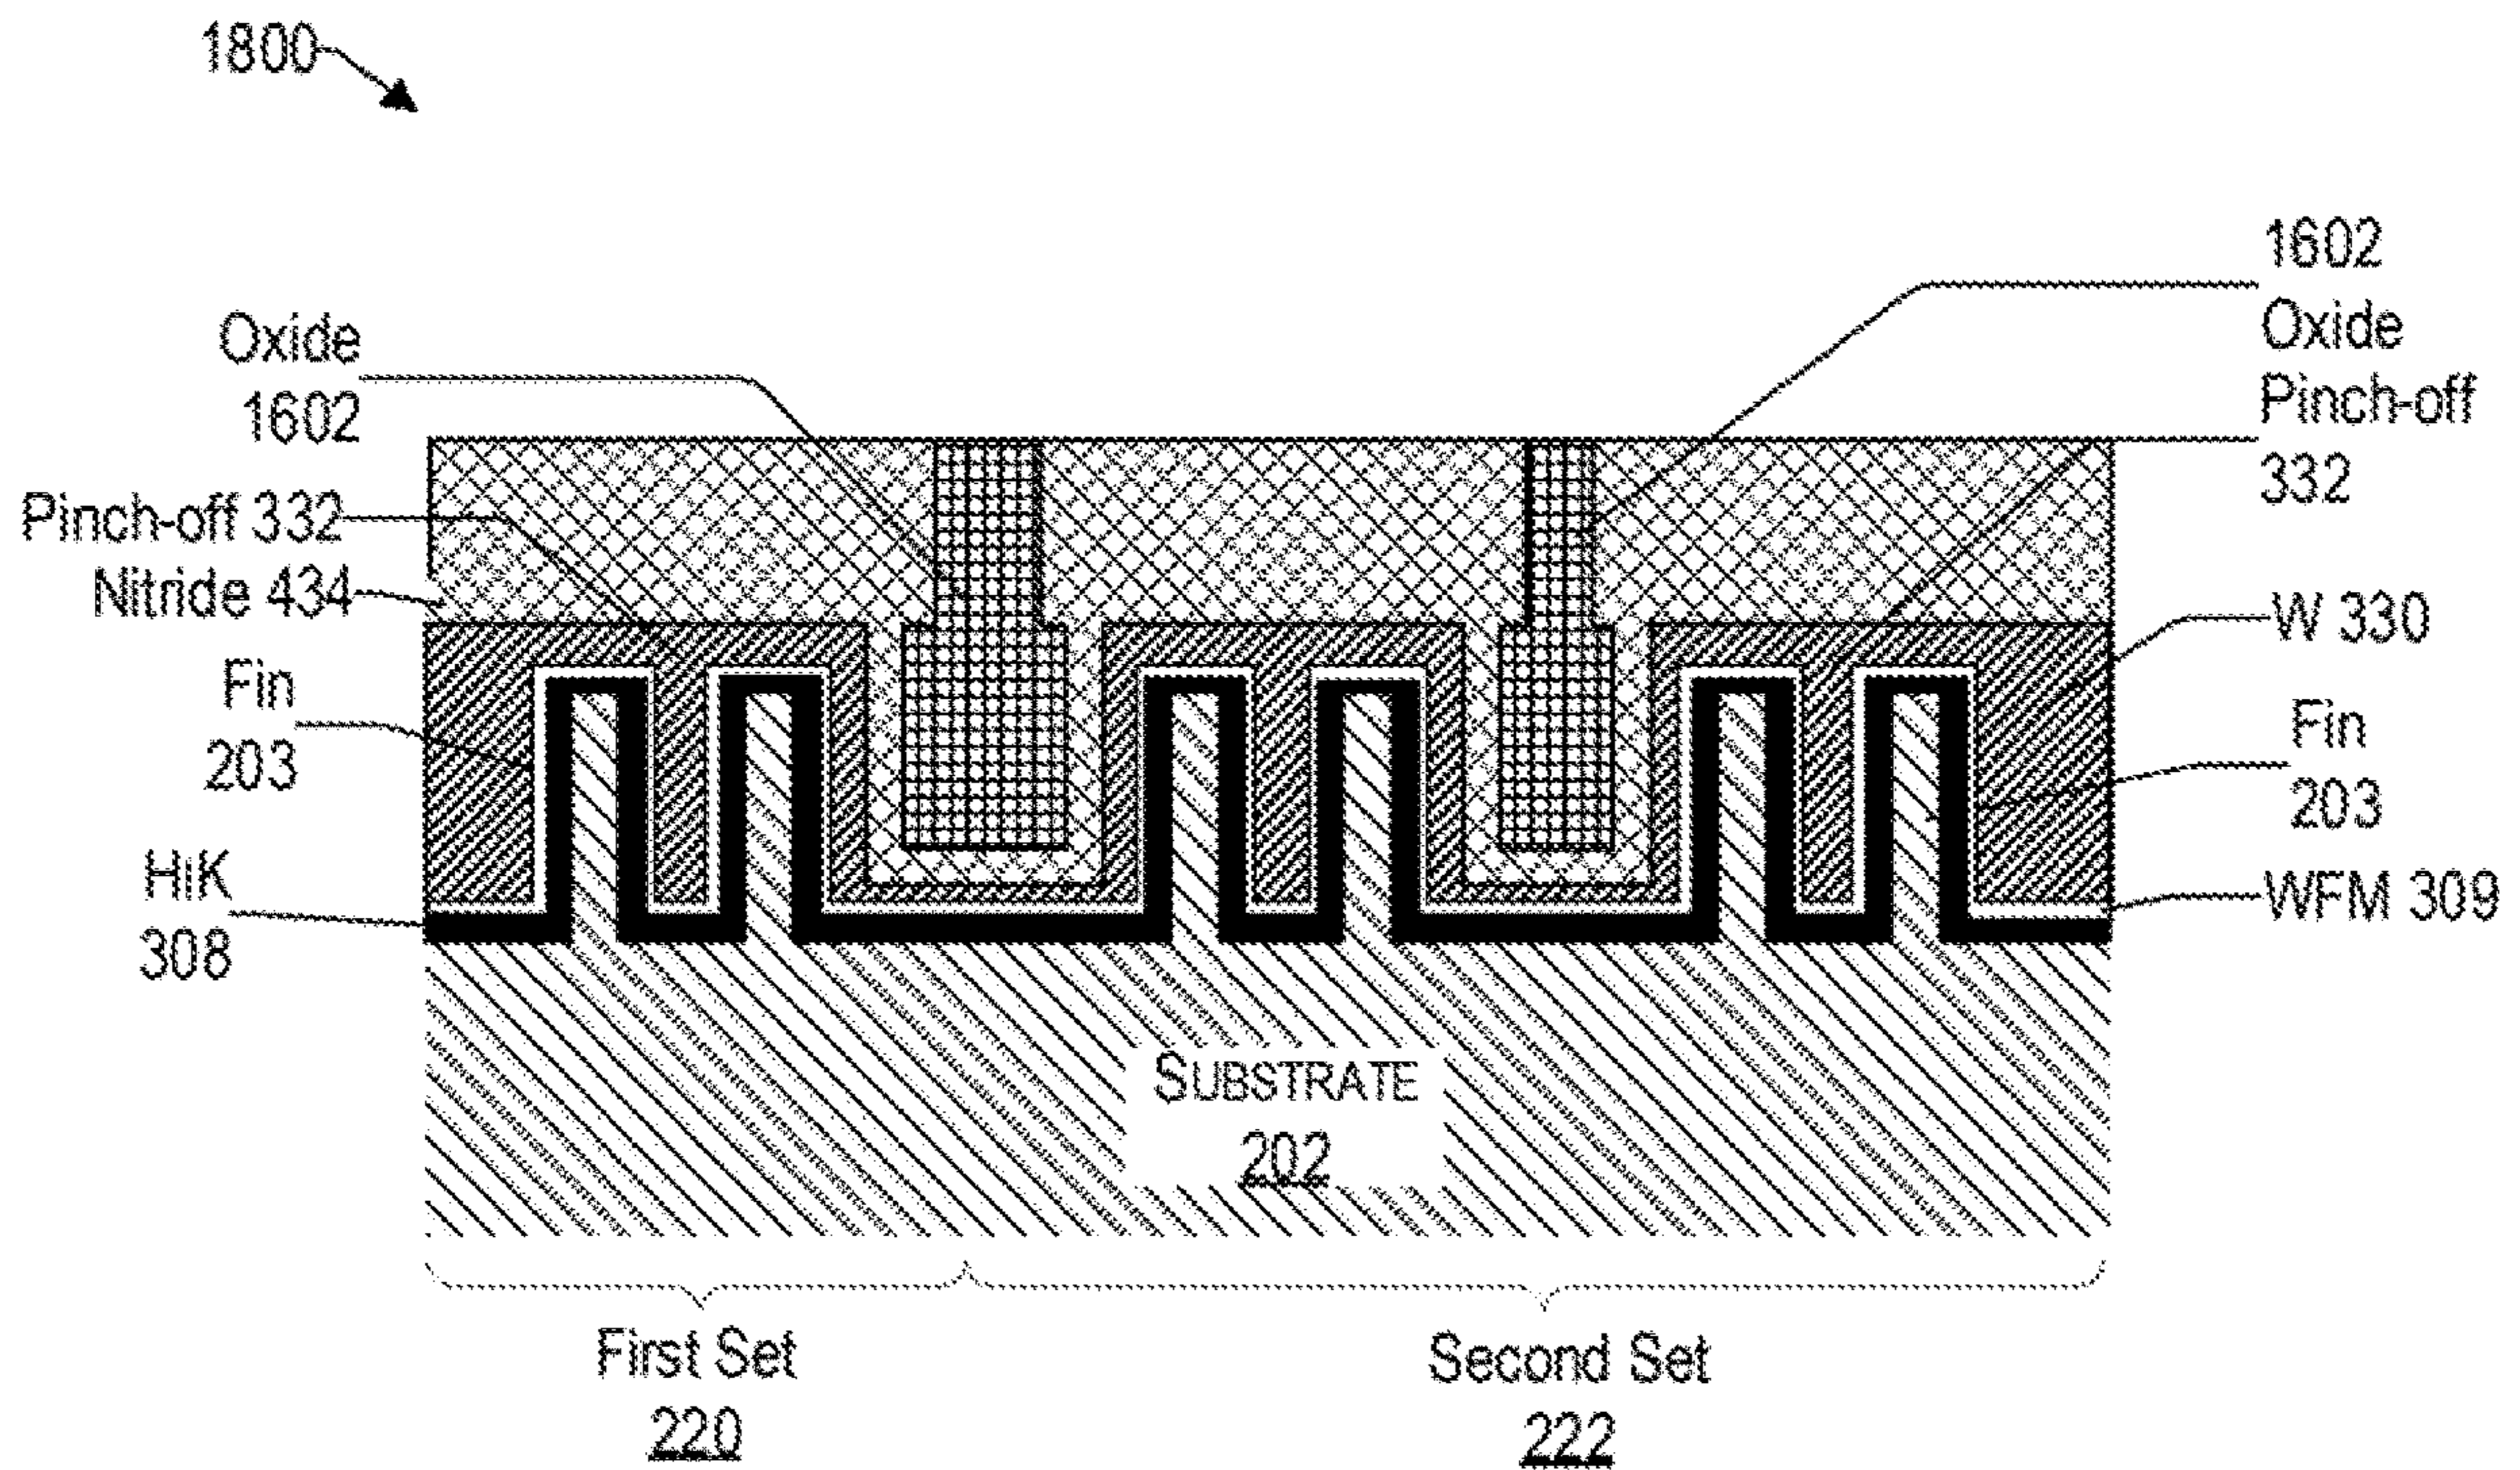 1800
Oxide
1602
Pinch-off 332
Nitride 434
Fin
203
HiK
308
1602
Oxide
Pinch-off
332
W 330
Fin
203
WFM 309
SUBSTRATE
202
First Set
220
Second Set
222